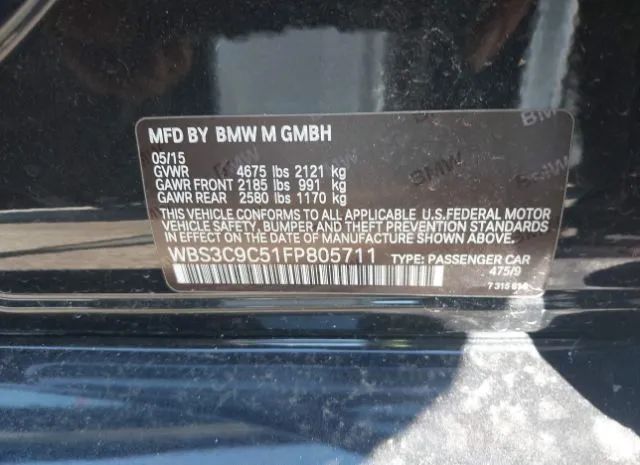 MFD BY BMW M GMBH
05/15
GVWR 4675 lbs 2121 kg
GAWR FRONT 2185 lbs 991 kg
GAWR REAR 2580 lbs 1170 kg
THIS VEHICLE CONFORMS TO ALL APPLICABLE U.S.FEDERAL MOTOR
VEHICLE SAFETY, BUMPER, AND THEFT PREVENTION STANDARDS
IN EFFECT ON THE DATE OF MANUFACTURE SHOWN ABOVE.
WBS3C9C51FP805711 TYPE: PASSENGER CAR
475/9